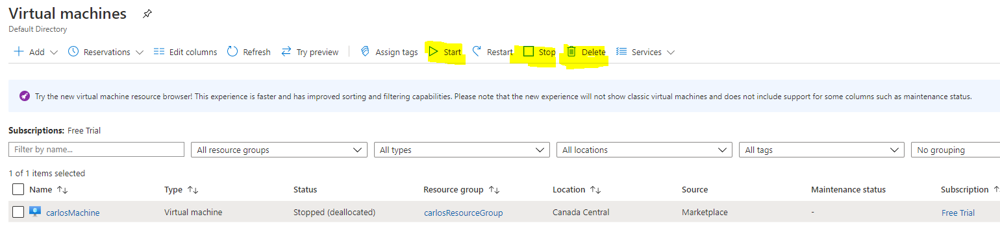 Virtual machines
Default Directory
Add Reservations Edit columns Refresh Try preview Assign tags Start Restart Stop Delete Services
Try the new virtual machine resource browser! This experience is faster and has improved sorting and filtering capabilities. Please note that the new experience will not show classic virtual machines and does not include support for some columns such as maintenance status.
Subscriptions: Free Trial
Filter by name... All resource groups All types All locations All tags No grouping
1 of 1 items selected
Name Type Status Resource group Location Source Maintenance status Subscription
carlosMachine Virtual machine Stopped (deallocated) carlosResourceGroup Canada Central Marketplace - Free Trial